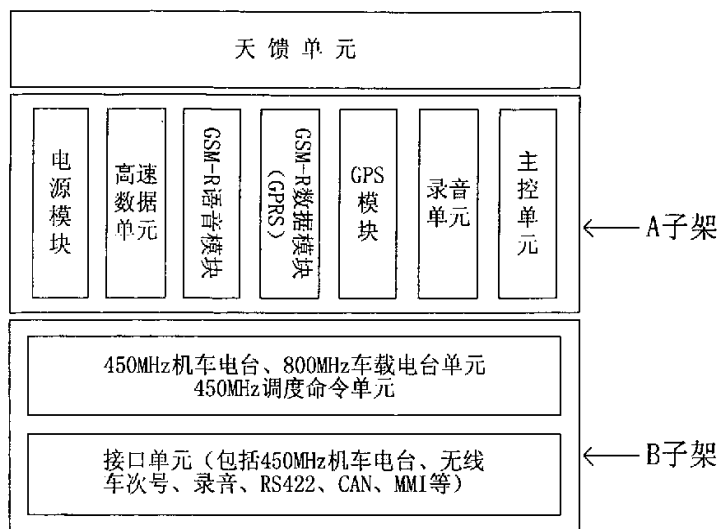 天馈单元
电源模块
高速数据单元
GSM-R语音模块
GSM-R数据模块
（GPRS）
GPS模块
录音单元
主控单元
A子架
450MHz机车电台、800MHz车载电台单元
450MHz调度命令单元
接口单元（包括450MHz机车电台、无线
车次号、录音、RS422、CAN、MMI等）
B子架